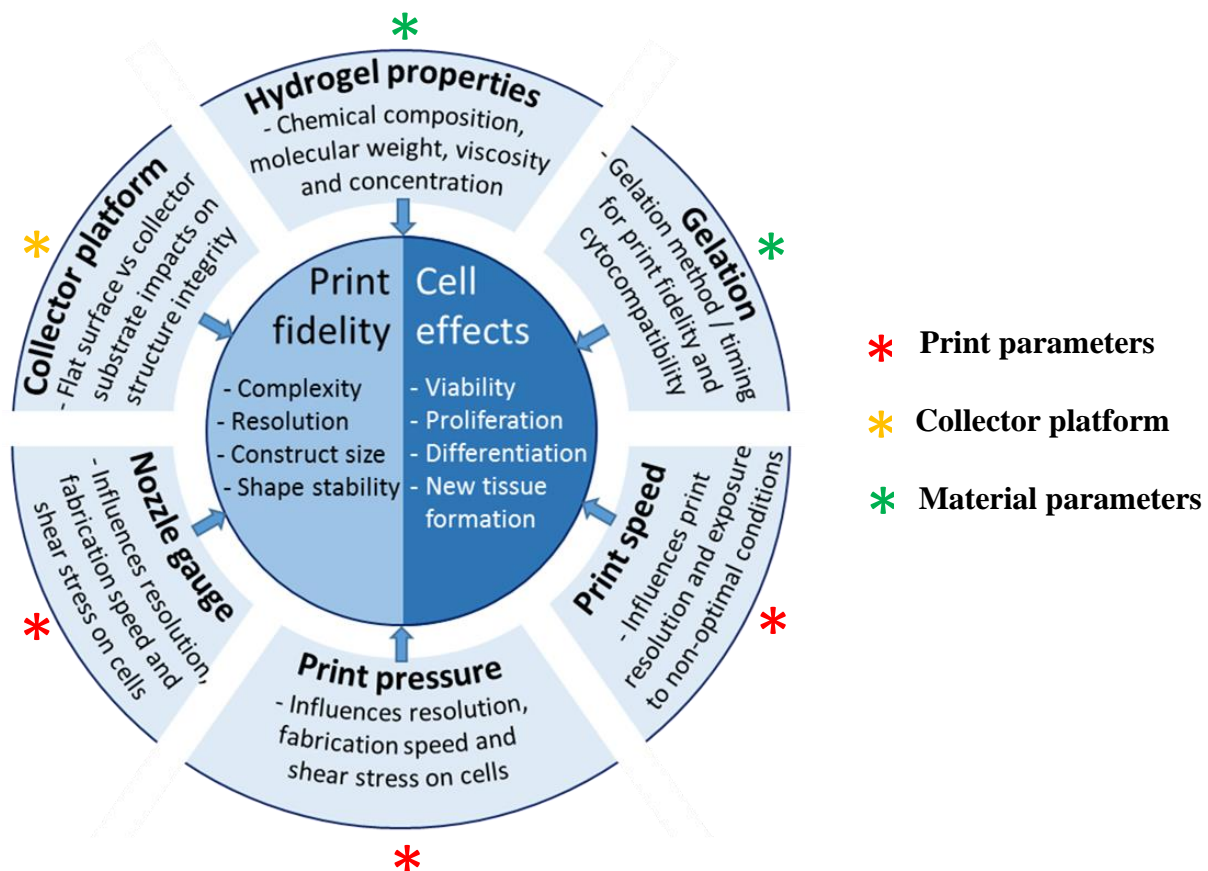 Hydrogel properties
- Chemical composition,
molecular weight, viscosity
and concentration
Gelation
- Gelation method / timing
for print fidelity and
cytocompatibility
Print speed
- Influences print
resolution and exposure
to non-optimal conditions
Print pressure
- Influences resolution,
fabrication speed and
shear stress on cells
Nozzle gauge
- Influences resolution,
fabrication speed and
shear stress on cells
Collector platform
- Flat surface vs collector
substrate impacts on
structure integrity
Print
fidelity
- Complexity
- Resolution
- Construct size
- Shape stability
Cell
effects
- Viability
- Proliferation
- Differentiation
- New tissue
formation
* Print parameters
* Collector platform
* Material parameters